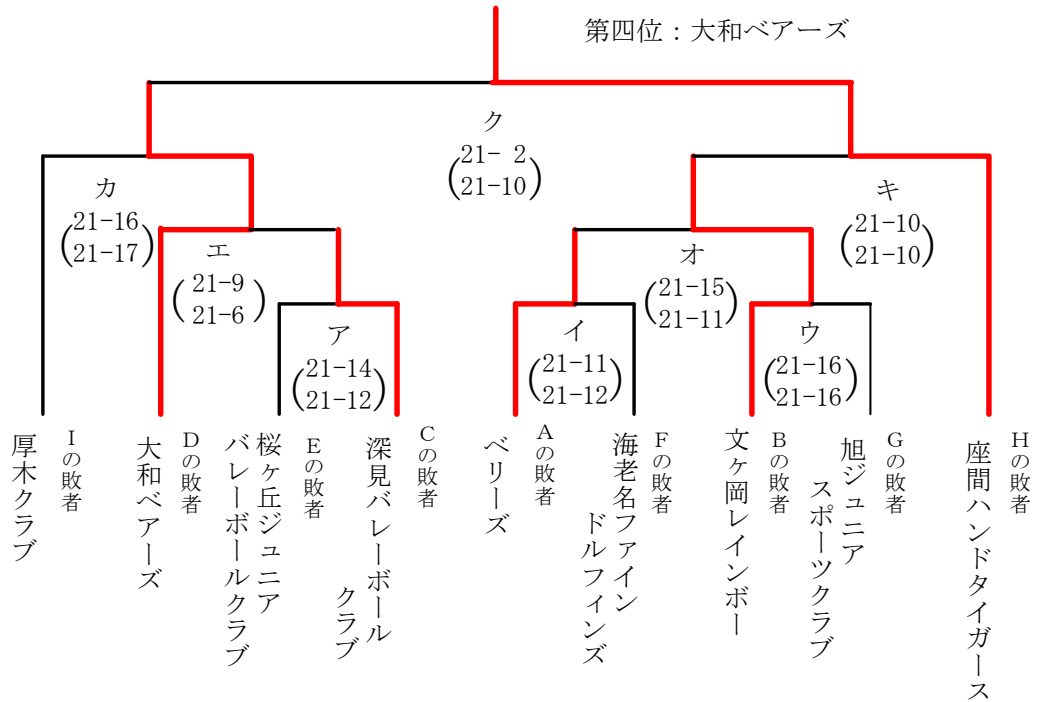 第四位：大和ベアーズ
ク
(21- 2
21-10)
カ
(21-16
21-17)
キ
(21-10
21-10)
エ
(21-9
21-6)
オ
(21-15
21-11)
ア
(21-14
21-12)
イ
(21-11
21-12)
ウ
(21-16
21-16)
Iの敗者
厚木クラブ
Dの敗者
大和ベアーズ
Eの敗者
桜ヶ丘ジュニア
バレーボールクラブ
Cの敗者
深見バレーボール
クラブ
Aの敗者
ベリーズ
Fの敗者
海老名ファイン
ドルフィンズ
Bの敗者
文ヶ岡レインボー
Gの敗者
旭ジュニア
スポーツクラブ
Hの敗者
座間ハンドタイガース